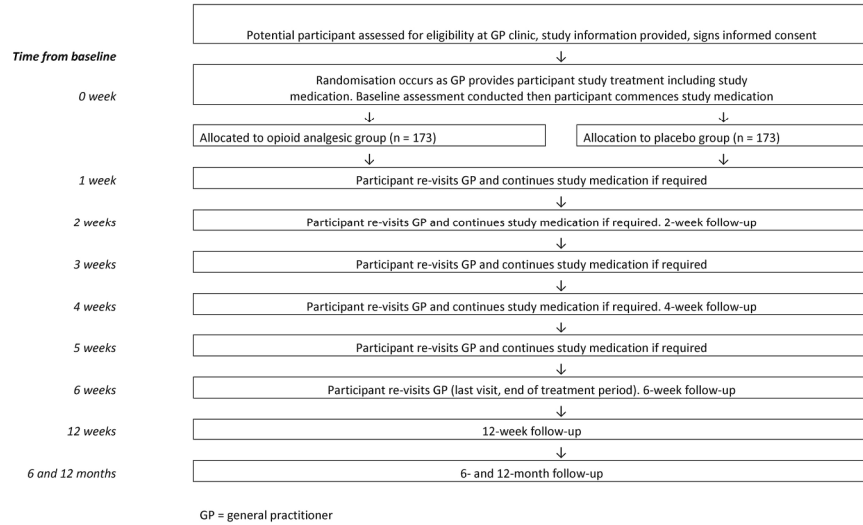 Potential participant assessed for eligibility at GP clinic, study information provided, signs informed consent
Time from baseline
↓
Randomisation occurs as GP provides participant study treatment including study
0 week
medication. Baseline assessment conducted then participant commences study medication
↓ ↓
Allocated to opioid analgesic group (n = 173) Allocation to placebo group (n = 173)
↓ ↓
1 week Participant re-visits GP and continues study medication if required
↓
2 weeks Participant re-visits GP and continues study medication if required. 2-week follow-up
↓
3 weeks Participant re-visits GP and continues study medication if required
↓
4 weeks Participant re-visits GP and continues study medication if required. 4-week follow-up
↓
5 weeks Participant re-visits GP and continues study medication if required
↓
6 weeks Participant re-visits GP (last visit, end of treatment period). 6-week follow-up
↓
12 weeks 12-week follow-up
↓
6 and 12 months 6- and 12-month follow-up
GP = general practitioner